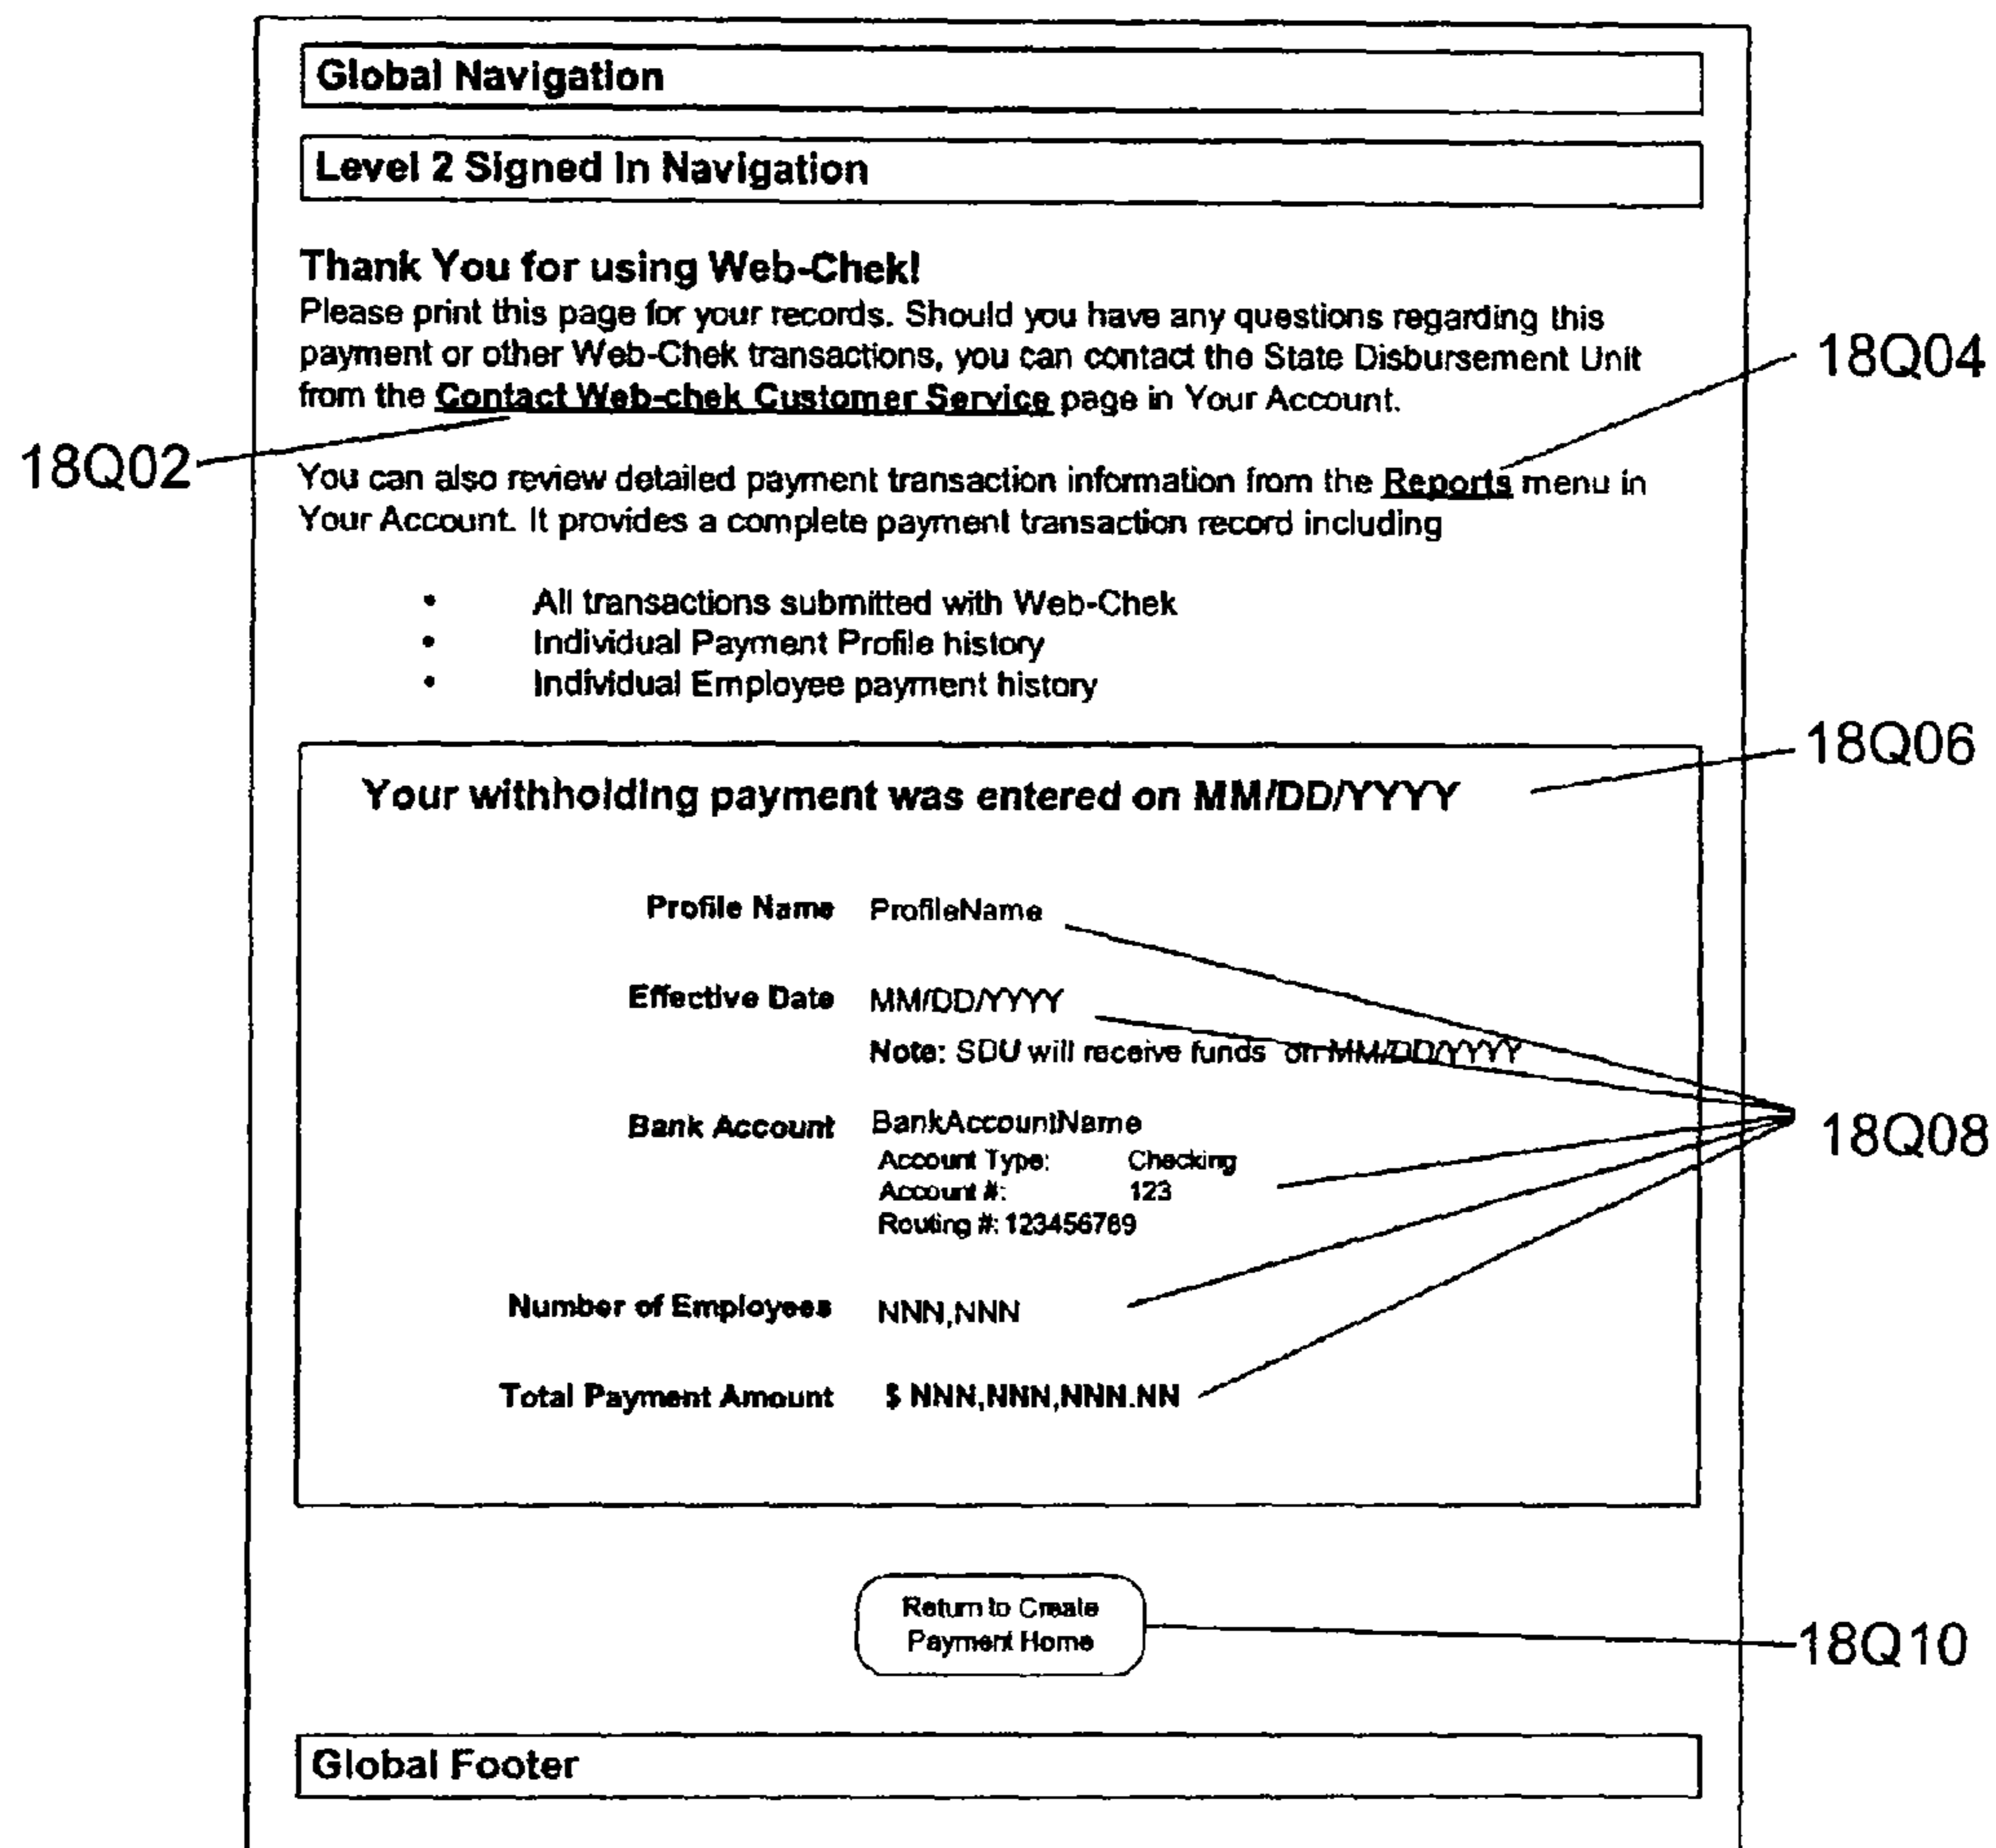 Global Navigation
Level 2 Signed In Navigation
Thank You for using Web-Chek!
Please print this page for your records. Should you have any questions regarding this
payment or other Web-Chek transactions, you can contact the State Disbursement Unit
from the Contact Web-chek Customer Service page in Your Account.
18Q04
18Q02
You can also review detailed payment transaction information from the Reports menu in
Your Account. It provides a complete payment transaction record including
• All transactions submitted with Web-Chek
• Individual Payment Profile history
• Individual Employee payment history
18Q06
Your withholding payment was entered on MM/DD/YYYY
Profile Name ProfileName
Effective Date MM/DD/YYYY
Note: SDU will receive funds on MM/DD/YYYY
Bank Account BankAccountName
18Q08
Account Type: Checking
Account #: 123
Routing #: 123456789
Number of Employees NNN,NNN
Total Payment Amount $ NNN,NNN,NNN.NN
Return to Create
Payment Home
18Q10
Global Footer